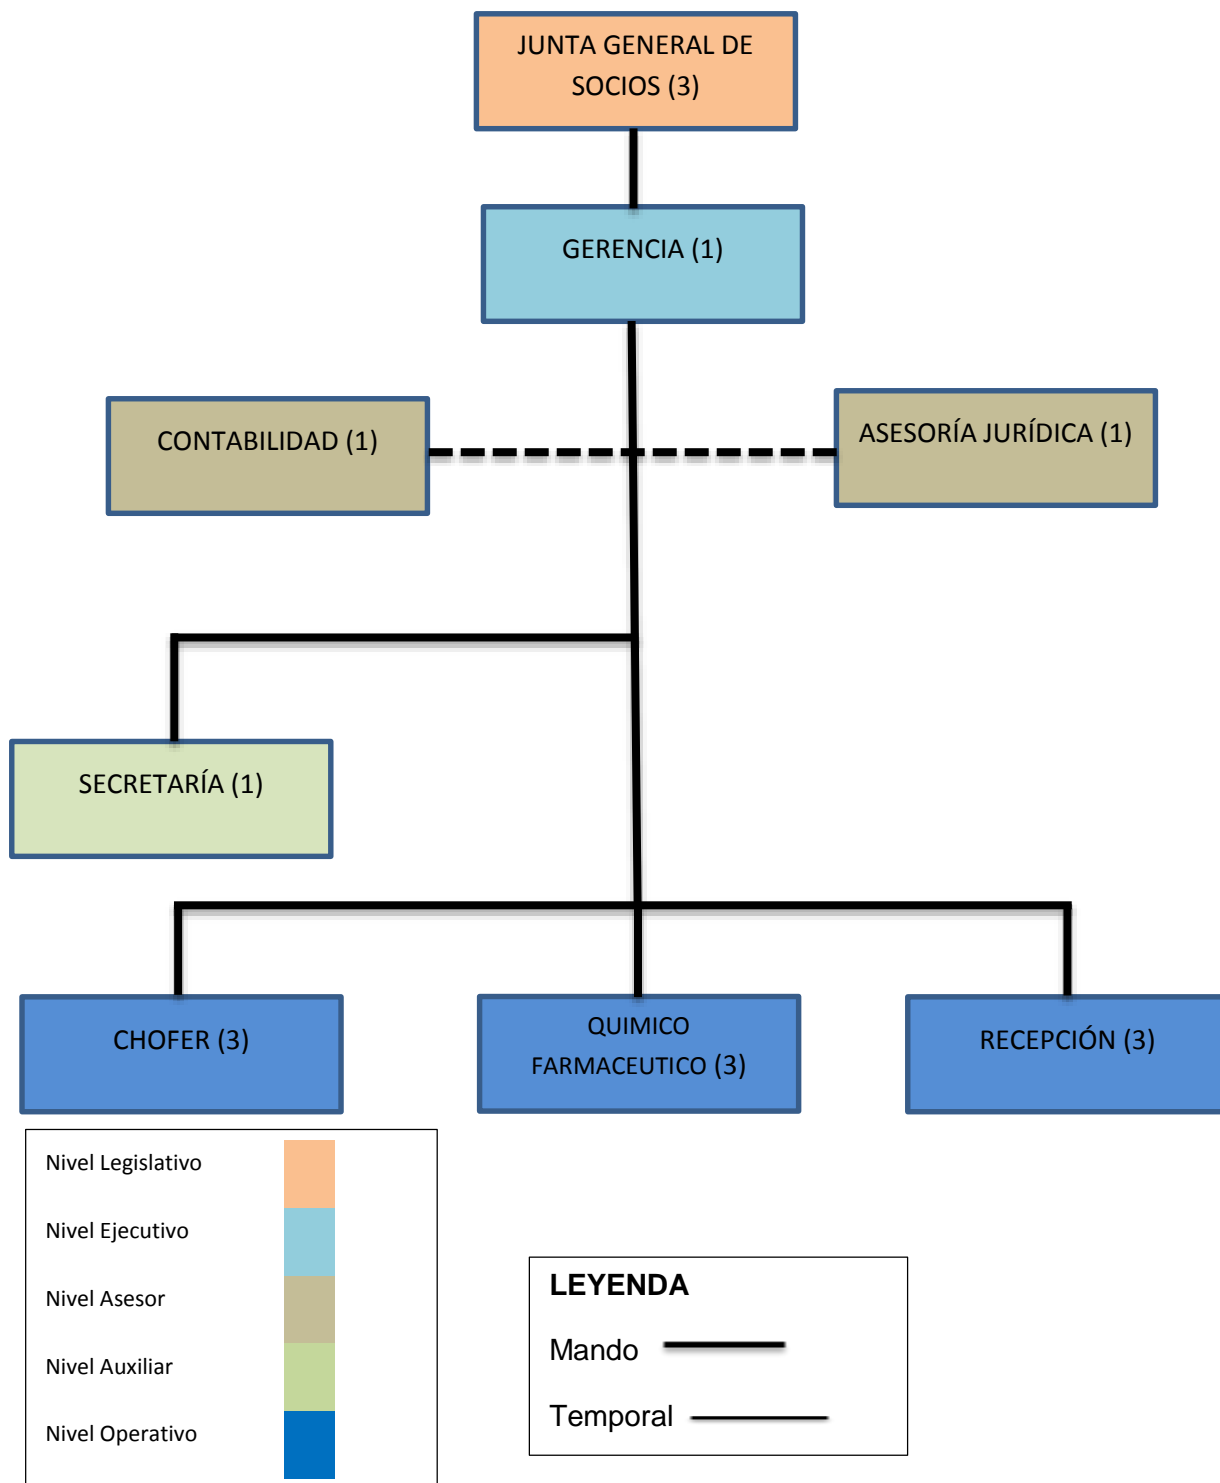 JUNTA GENERAL DE
SOCIOS (3)
GERENCIA (1)
CONTABILIDAD (1)
ASESORÍA JURÍDICA (1)
SECRETARÍA (1)
CHOFER (3)
QUIMICO
FARMACEUTICO (3)
RECEPCIÓN (3)
Nivel Legislativo
Nivel Ejecutivo
Nivel Asesor
Nivel Auxiliar
Nivel Operativo
LEYENDA
Mando
Temporal